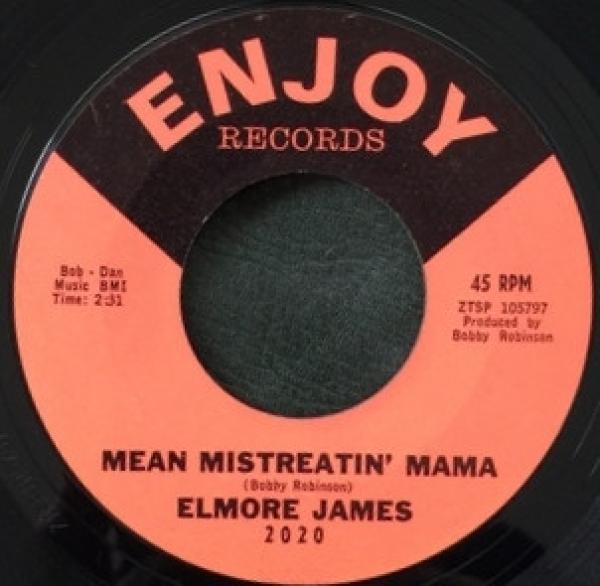 ENJOY
RECORDS
Bob - Dan
Music BMI
Time: 2:31
45 RPM
ZTSP 105797
Produced by
Bobby Robinson
MEAN MISTREATIN' MAMA
(Bobby Robinson)
ELMORE JAMES
2020